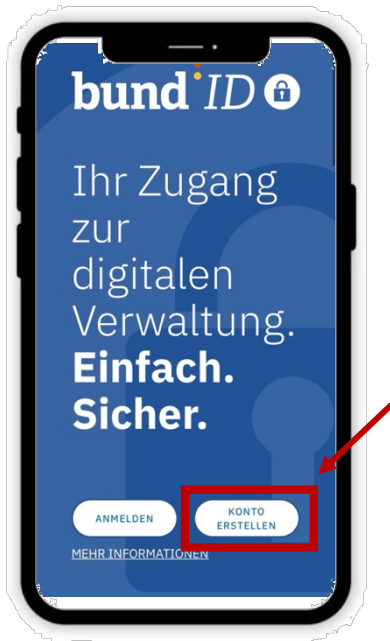 bund ID
Ihr Zugang
zur
digitalen
Verwaltung.
Einfach.
Sicher.
ANMELDEN
KONTO
ERSTELLEN
MEHR INFORMATIONEN